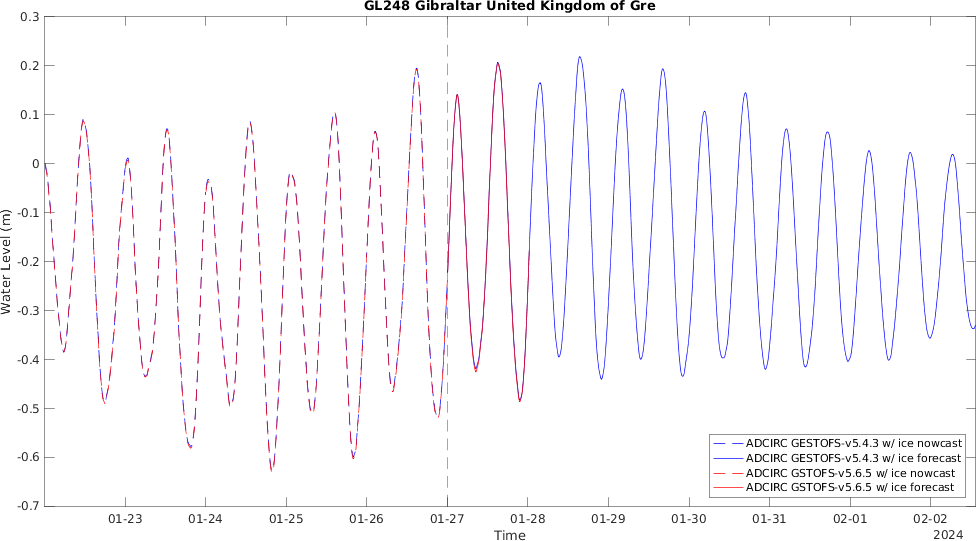 GL248 Gibraltar United Kingdom of Gre
0.3
0.2
0.1
0
-0.1
-0.2
-0.3
-0.4
-0.5
-0.6
-0.7
Water Level (m)
ADCIRC GESTOFS-v5.4.3 w/ ice nowcast
ADCIRC GESTOFS-v5.4.3 w/ ice forecast
ADCIRC GSTOFS-v5.6.5 w/ ice nowcast
ADCIRC GSTOFS-v5.6.5 w/ ice forecast
01-23 01-24 01-25 01-26 01-27 01-28 01-29 01-30 01-31 02-01 02-02
Time
2024